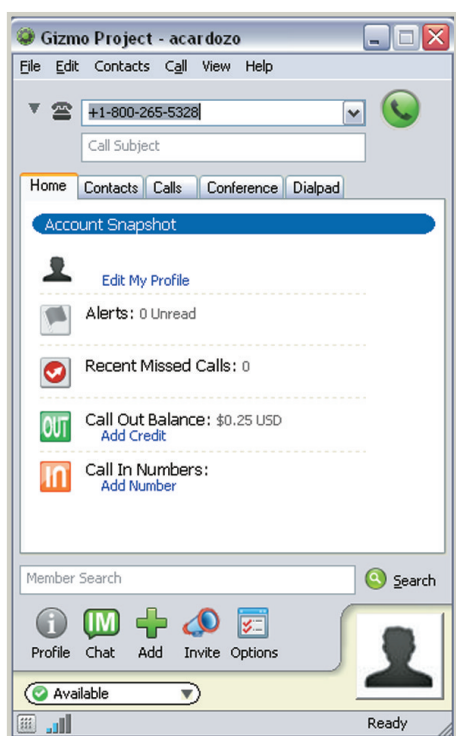 Gizmo Project - acardozo
File Edit Contacts Call View Help
+1-800-265-5328
Call Subject
Home Contacts Calls Conference Dialpad
Account Snapshot
Edit My Profile
Alerts: 0 Unread
Recent Missed Calls: 0
OUT Call Out Balance: $0.25 USD
Add Credit
in Call In Numbers:
Add Number
Member Search Search
i IM
Profile Chat Add Invite Options
Available
Ready